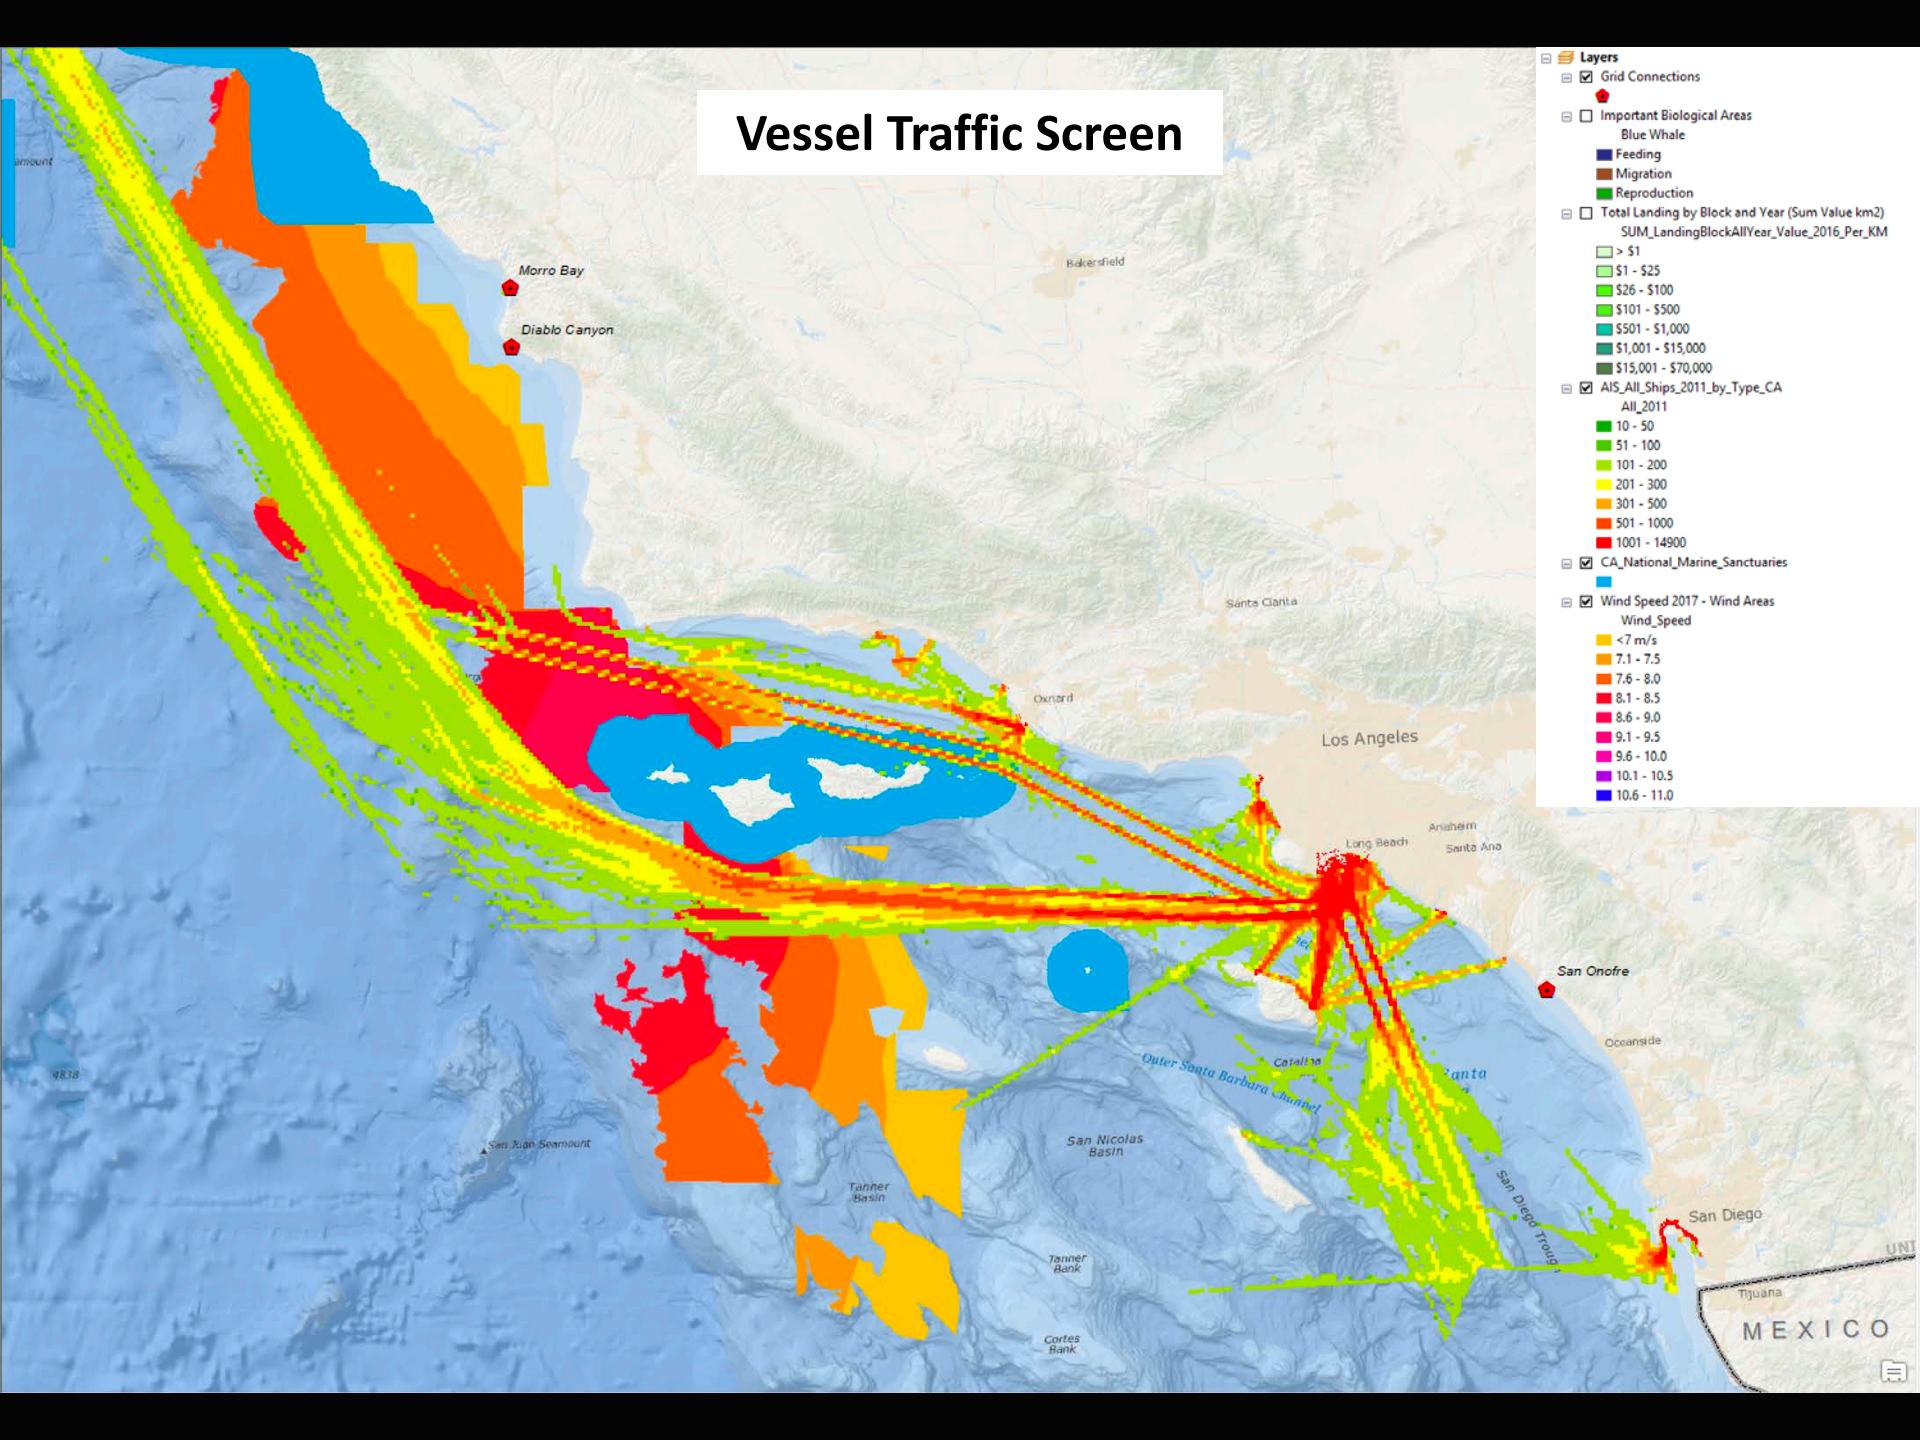 Vessel Traffic Screen
Layers
Grid Connections
Important Biological Areas
Blue Whale
Feeding
Migration
Reproduction
Total Landing by Block and Year (Sum Value km2)
SUM_LandingBlockAllYear_Value_2016_Per_KM
> $1
$1 - $25
$26 - $100
$101 - $500
$501 - $1,000
$1,001 - $15,000
$15,001 - $70,000
AIS_All_Ships_2011_by_Type_CA
All_2011
10 - 50
51 - 100
101 - 200
201 - 300
301 - 500
501 - 1000
1001 - 14900
CA_National_Marine_Sanctuaries
Wind Speed 2017 - Wind Areas
Wind_Speed
<7 m/s
7.1 - 7.5
7.6 - 8.0
8.1 - 8.5
8.6 - 9.0
9.1 - 9.5
9.6 - 10.0
10.1 - 10.5
10.6 - 11.0
amount
Morro Bay
Bakersfield
Diablo Canyon
Santa Clarita
Oxnard
Los Angeles
Anaheim
Long Beach
Santa Ana
San Onofre
Oceanside
Catalina
Outer Santa Barbara Channel
anta
4838
San Juan Seamount
San Nicolas
Basin
Tanner
Basin
San Diego Troug
San Diego
Tanner
Bank
UNI
Tijuana
MEXICO
Cortes
Bank